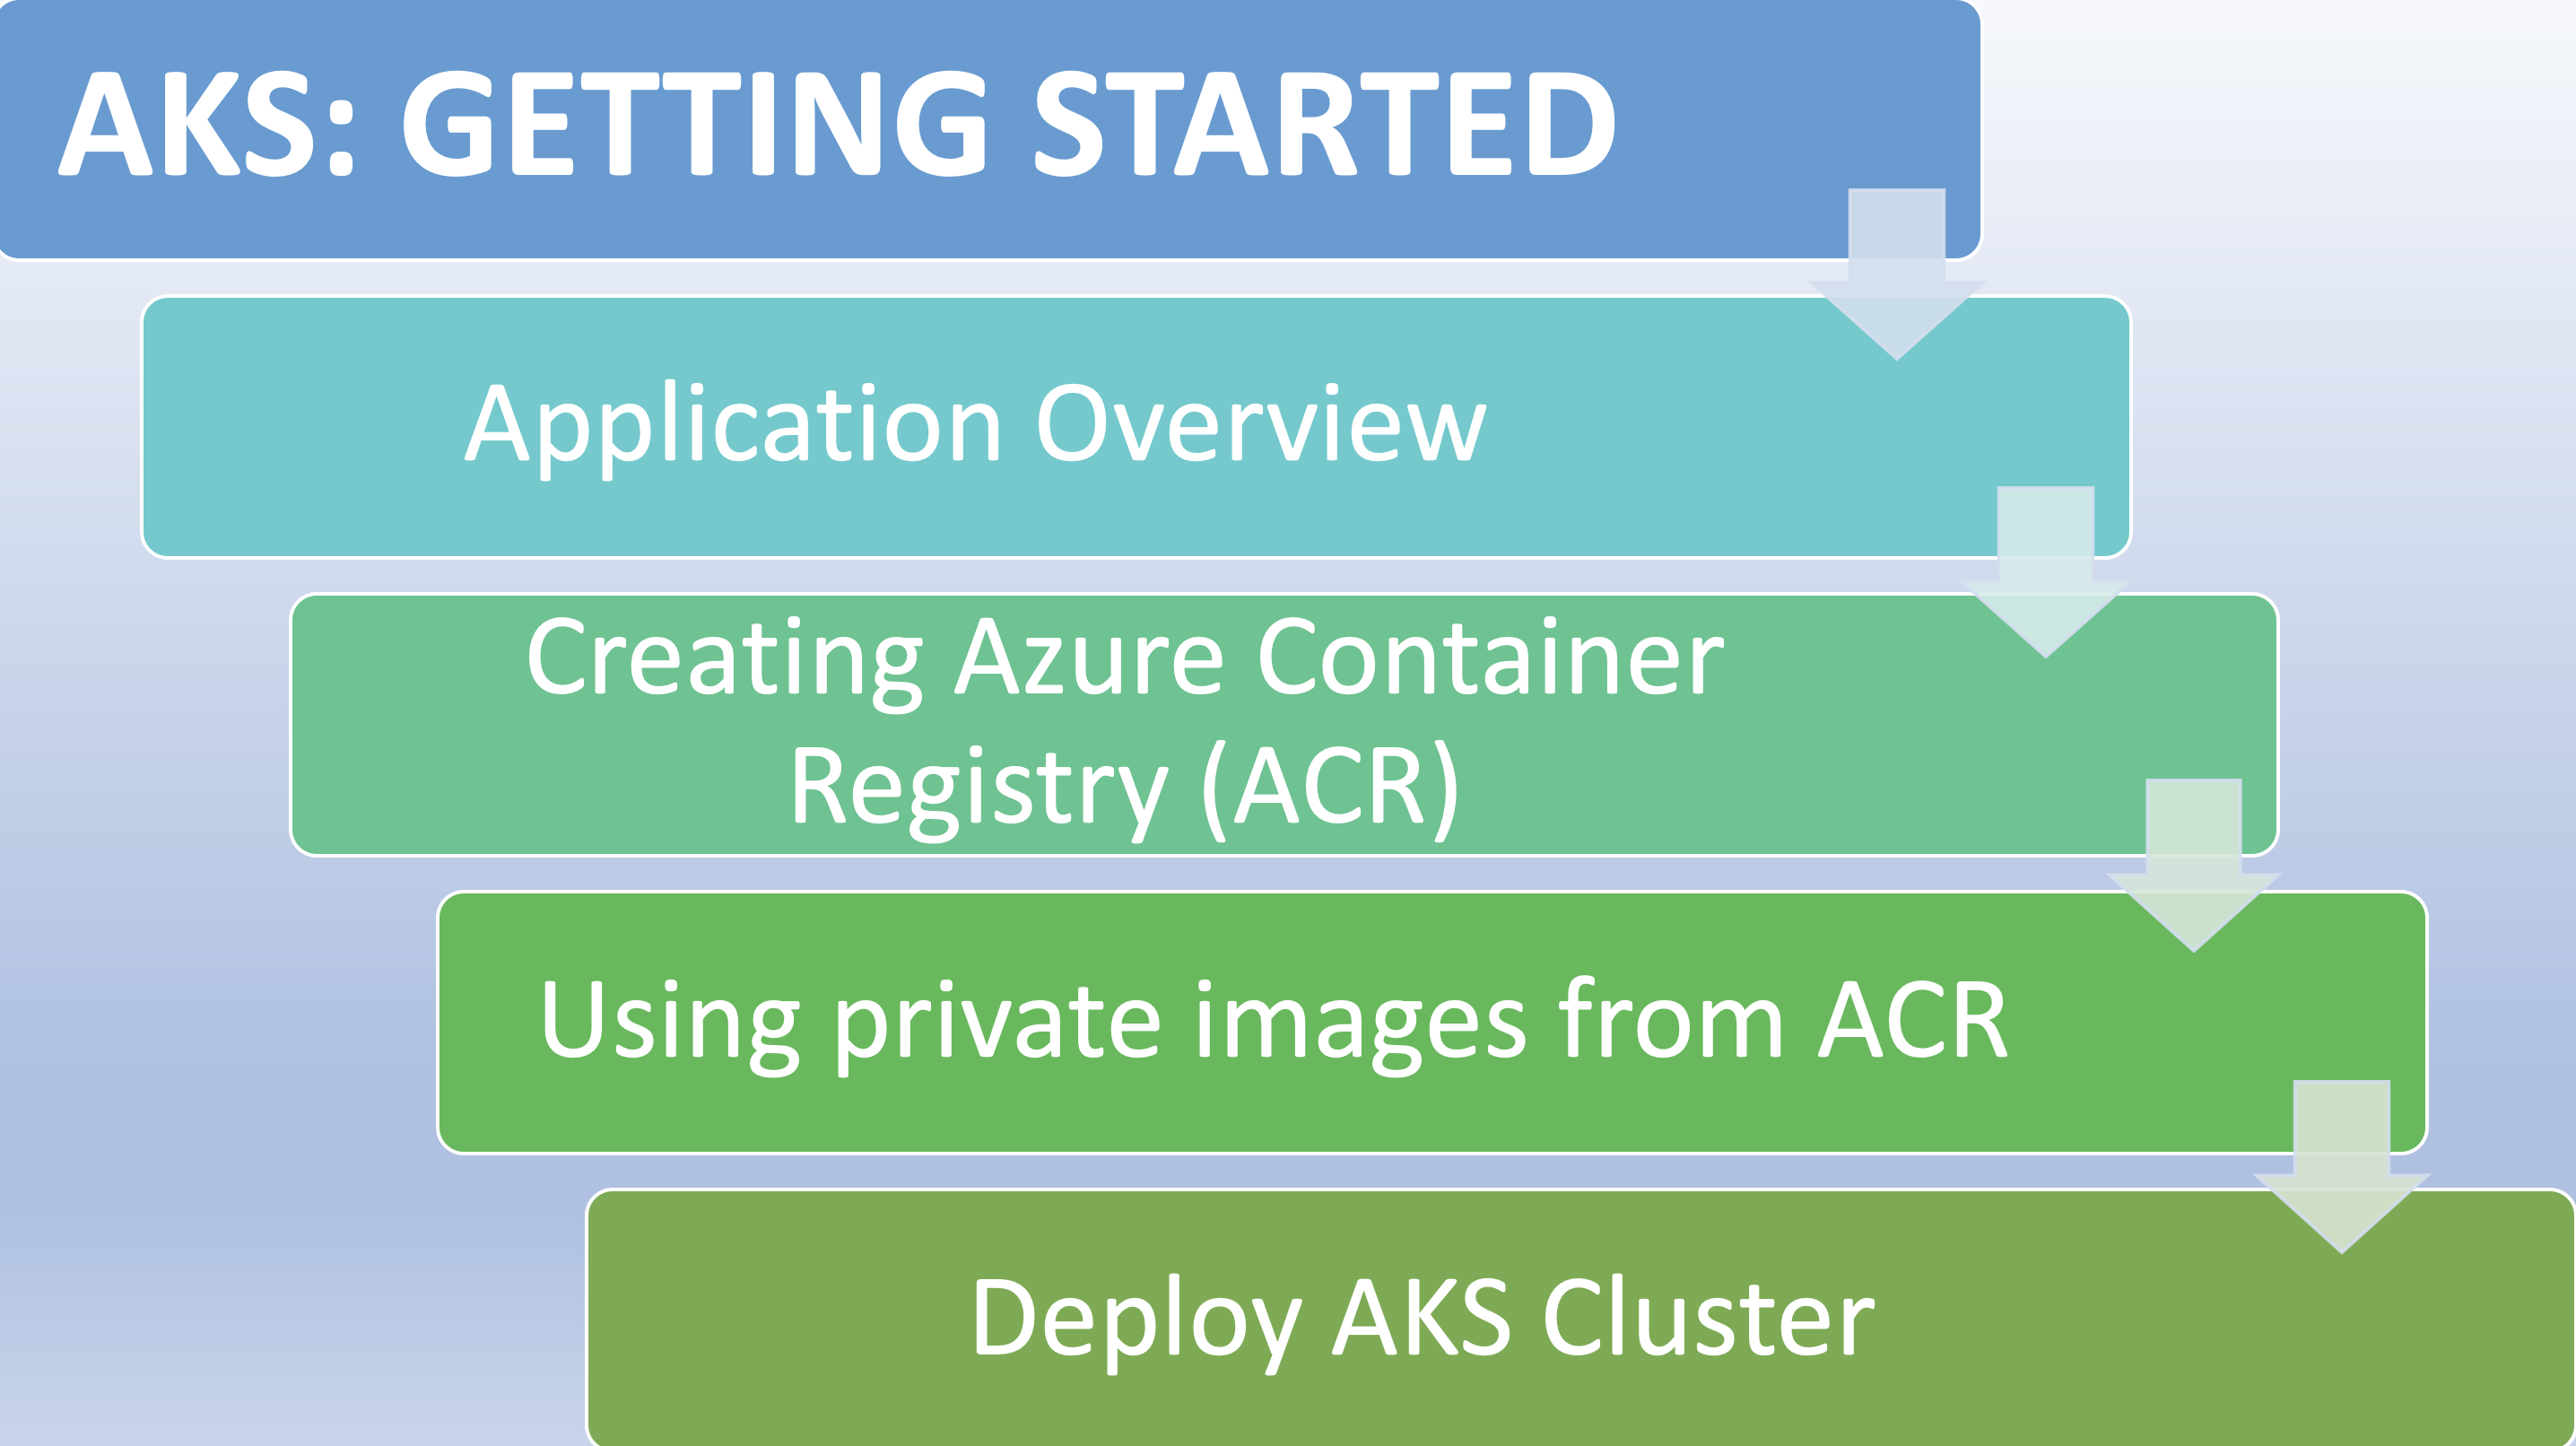 AKS: GETTING STARTED
Application Overview
Creating Azure Container
Registry (ACR)
Using private images from ACR
Deploy AKS Cluster